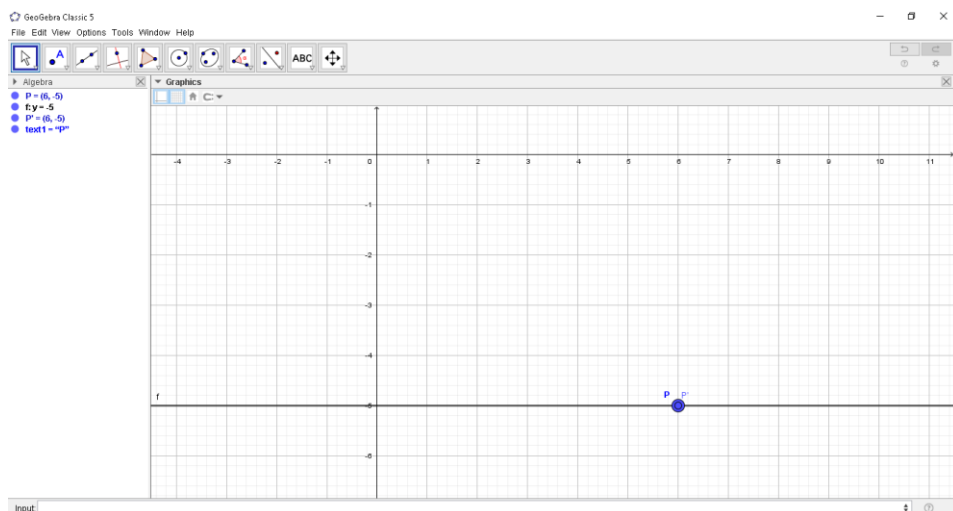 GeoGebra Classic 5
File Edit View Options Tools Window Help
A
ABC
Algebra
P = (6, -5)
f: y = -5
P' = (6, -5)
text1 = "P"
Graphics
-4 -3 -2 -1 0 1 2 3 4 5 6 7 8 9 10 11
-1
-2
-3
-4
f
P P'
-5
-6
Input: